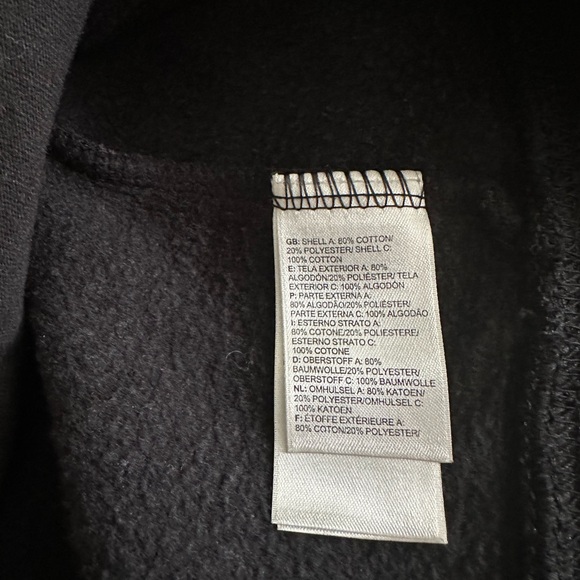 GB: SHELL A: 80% COTTON/
20% POLYESTER/ SHELL C:
100% COTTON
E: TELA EXTERIOR A: 80%
ALGODÓN/20% POLIÉSTER/ TELA
EXTERIOR C: 100% ALGODÓN
P: PARTE EXTERNA A:
80% ALGODÃO/20% POLIÉSTER/
PARTE EXTERNA C: 100% ALGODÃO
I: ESTERNO STRATO A:
80% COTONE/20% POLIESTERE/
ESTERNO STRATO C:
100% COTONE
D: OBERSTOFF A: 80%
BAUMWOLLE/20% POLYESTER/
OBERSTOFF C: 100% BAUMWOLLE
NL: OMHULSEL A: 80% KATOEN/
20% POLYESTER/OMHULSEL C:
100% KATOEN
F: ÉTOFFE EXTÉRIEURE A:
80% COTON/20% POLYESTER/